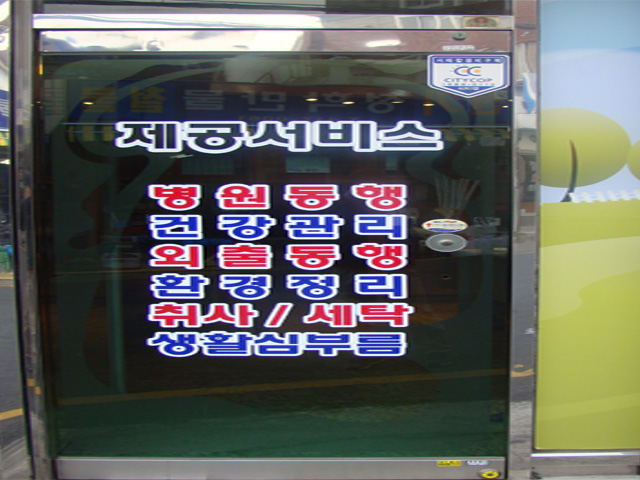 CITYCOP
제공서비스
병원동행
건강관리
외출동행
환경정리
취사/세탁
생활심부름